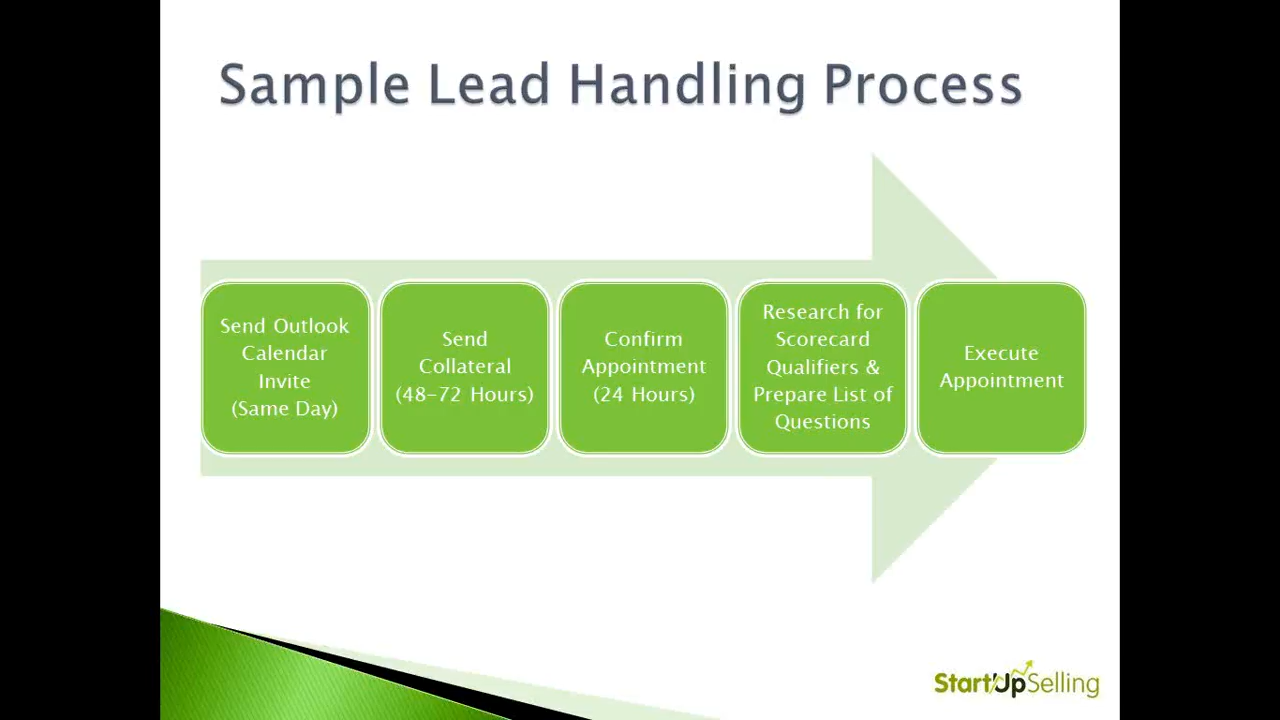 Sample Lead Handling Process
Send Outlook
Calendar
Invite
(Same Day)
Send
Collateral
(48-72 Hours)
Confirm
Appointment
(24 Hours)
Research for
Scorecard
Qualifiers &
Prepare List of
Questions
Execute
Appointment
StartUpSelling